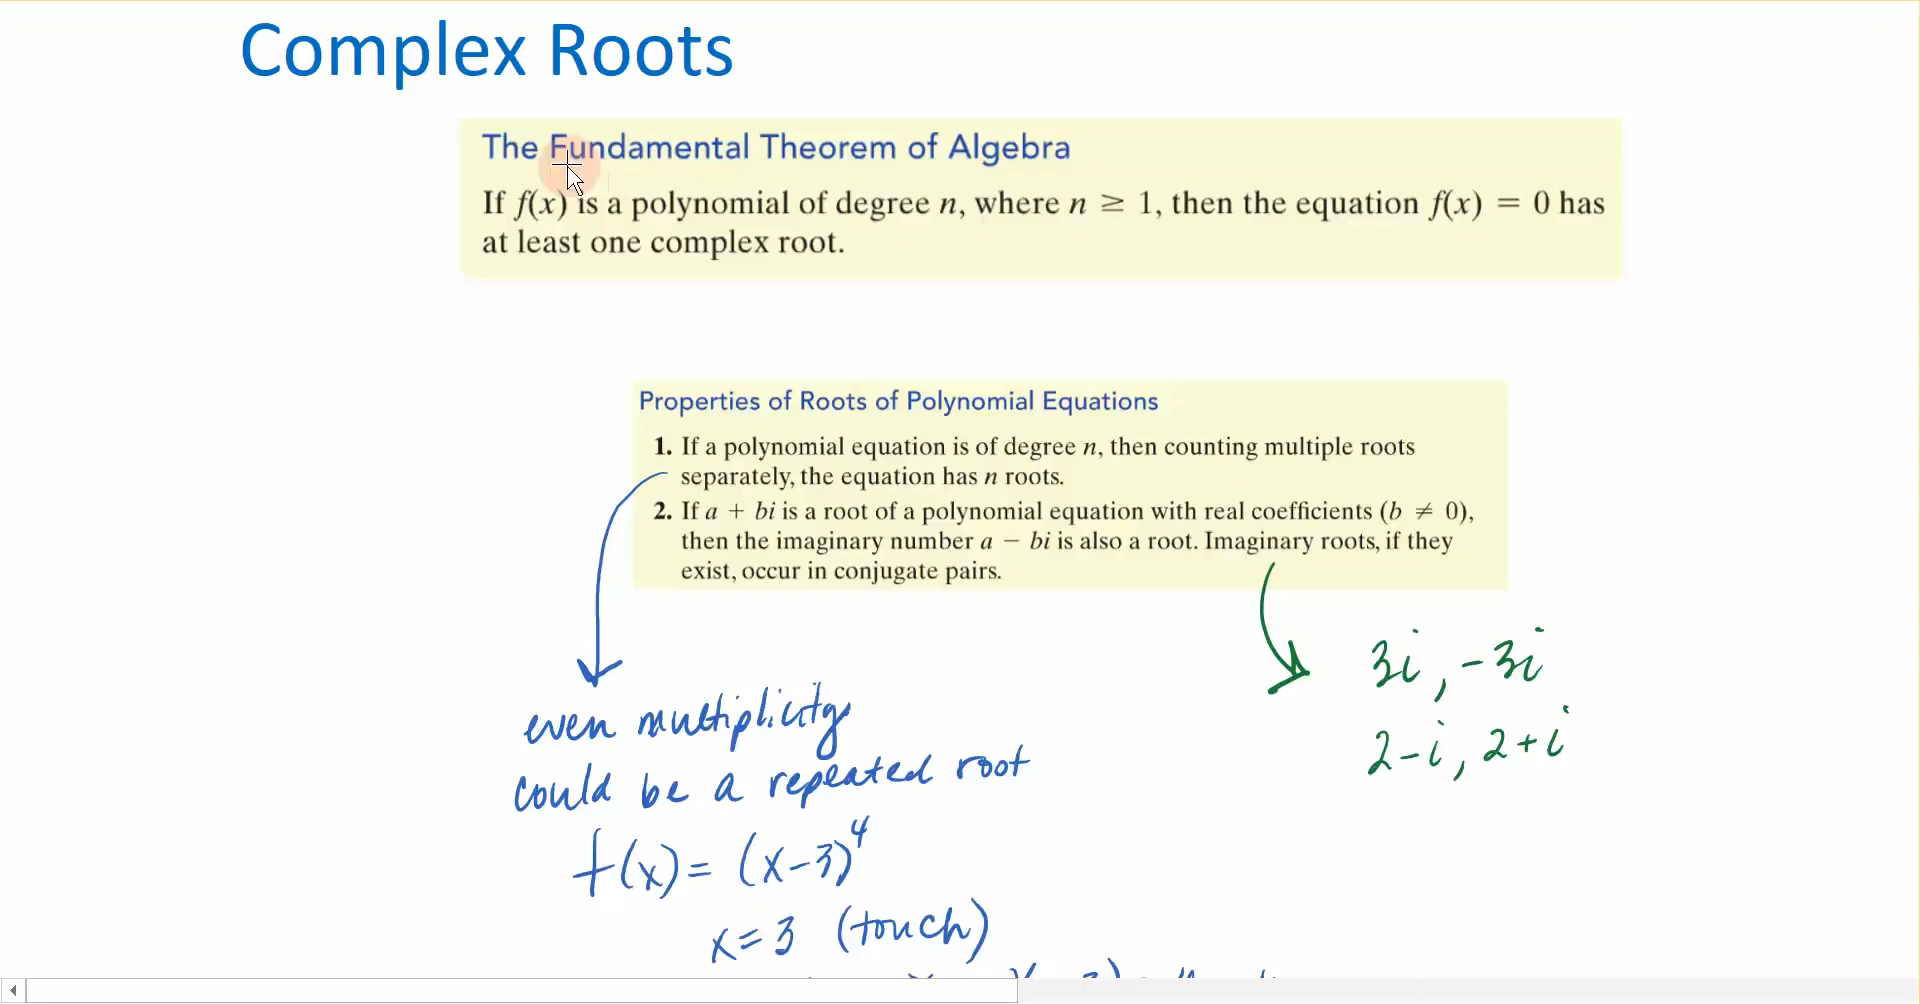 Complex Roots
The Fundamental Theorem of Algebra
If f(x) is a polynomial of degree n, where n ≥ 1, then the equation f(x) = 0 has
at least one complex root.
Properties of Roots of Polynomial Equations
1. If a polynomial equation is of degree n, then counting multiple roots
separately, the equation has n roots.
2. If a + bi is a root of a polynomial equation with real coefficients (b ≠ 0),
then the imaginary number a − bi is also a root. Imaginary roots, if they
exist, occur in conjugate pairs.
3i, -3i
2-i, 2+i
even multiplicity
could be a repeated root
f(x) = (x-3)^4
x = 3 (touch)